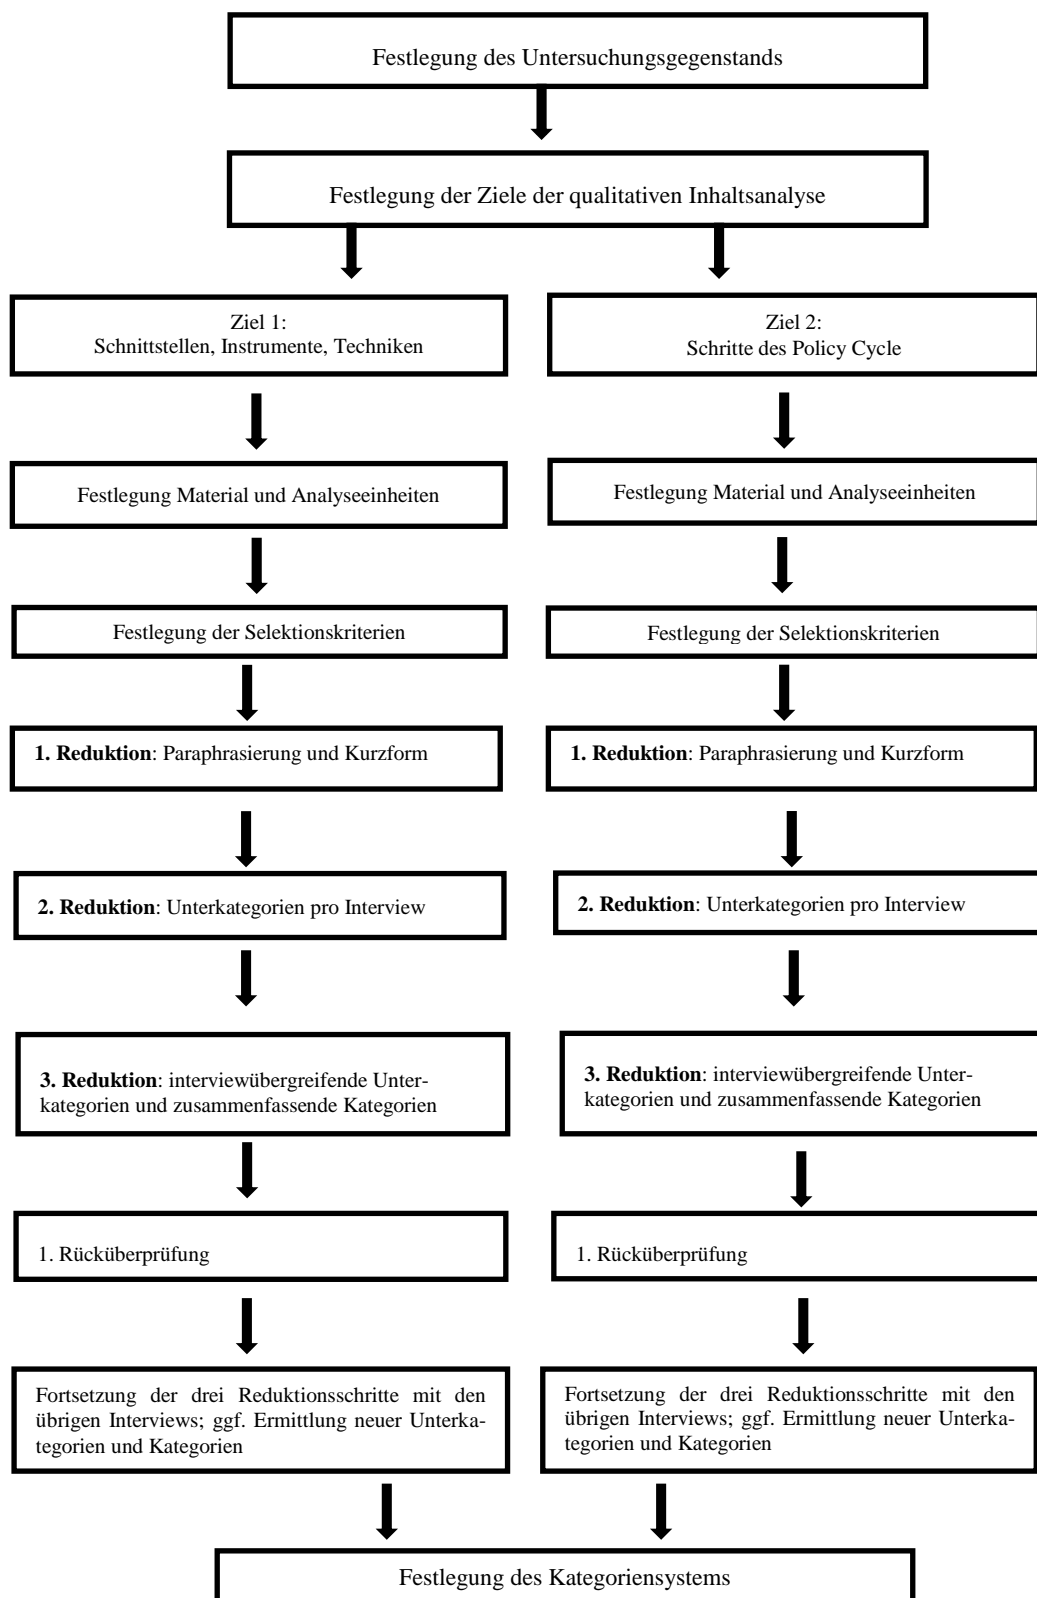 Festlegung des Untersuchungsgegenstands
Festlegung der Ziele der qualitativen Inhaltsanalyse
Ziel 1:
Schnittstellen, Instrumente, Techniken
Ziel 2:
Schritte des Policy Cycle
Festlegung Material und Analyseeinheiten
Festlegung Material und Analyseeinheiten
Festlegung der Selektionskriterien
Festlegung der Selektionskriterien
1. Reduktion: Paraphrasierung und Kurzform
1. Reduktion: Paraphrasierung und Kurzform
2. Reduktion: Unterkategorien pro Interview
2. Reduktion: Unterkategorien pro Interview
3. Reduktion: interviewübergreifende Unter-
kategorien und zusammenfassende Kategorien
3. Reduktion: interviewübergreifende Unter-
kategorien und zusammenfassende Kategorien
1. Rücküberprüfung
1. Rücküberprüfung
Fortsetzung der drei Reduktionsschritte mit den
übrigen Interviews; ggf. Ermittlung neuer Unterka-
tegorien und Kategorien
Fortsetzung der drei Reduktionsschritte mit den
übrigen Interviews; ggf. Ermittlung neuer Unterka-
tegorien und Kategorien
Festlegung des Kategoriensystems